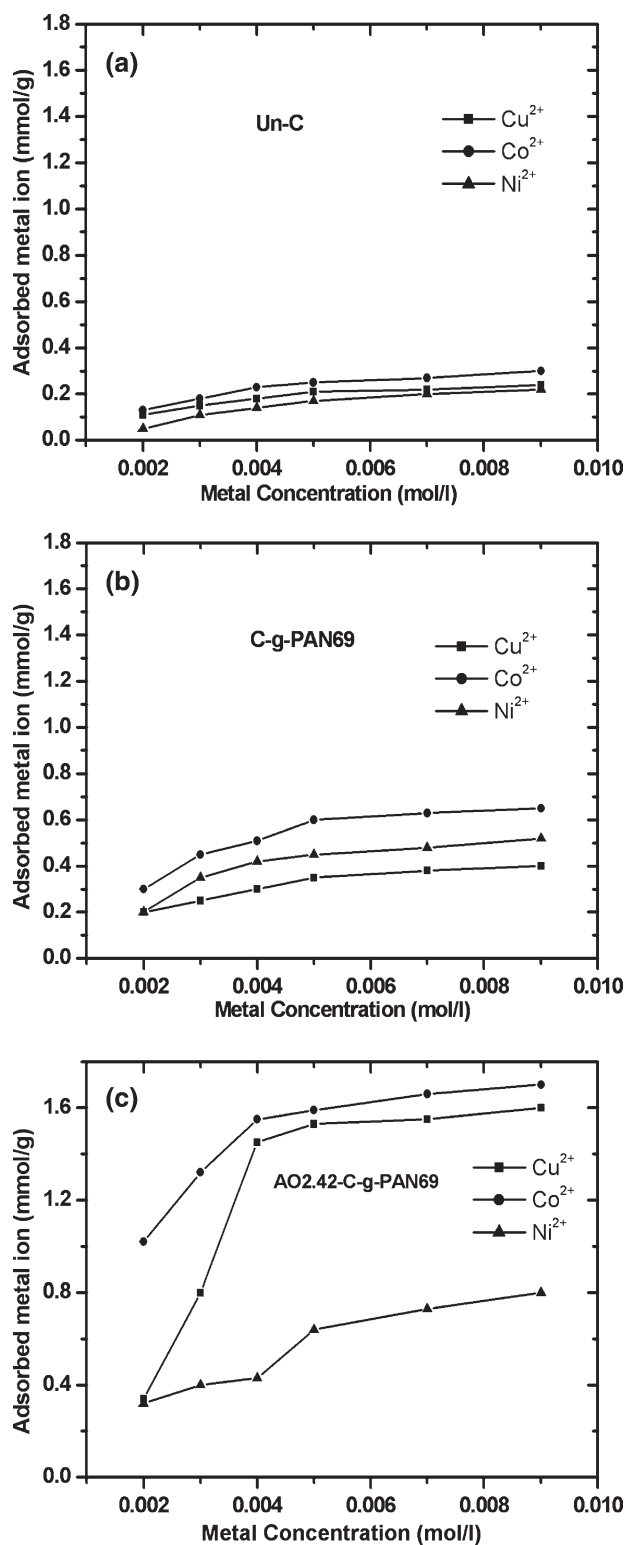 (a)
Un-C
Cu²⁺
Co²⁺
Ni²⁺
Adsorbed metal ion (mmol/g)
1.8
1.6
1.4
1.2
1.0
0.8
0.6
0.4
0.2
0.0
0.002 0.004 0.006 0.008 0.010
Metal Concentration (mol/l)
(b)
C-g-PAN69
Cu²⁺
Co²⁺
Ni²⁺
Adsorbed metal ion (mmol/g)
1.8
1.6
1.4
1.2
1.0
0.8
0.6
0.4
0.2
0.0
0.002 0.004 0.006 0.008 0.010
Metal Concentration (mol/l)
(c)
AO2.42-C-g-PAN69
Cu²⁺
Co²⁺
Ni²⁺
Adsorbed metal ion (mmol/g)
1.6
1.2
0.8
0.4
0.0
0.002 0.004 0.006 0.008 0.010
Metal Concentration (mol/l)